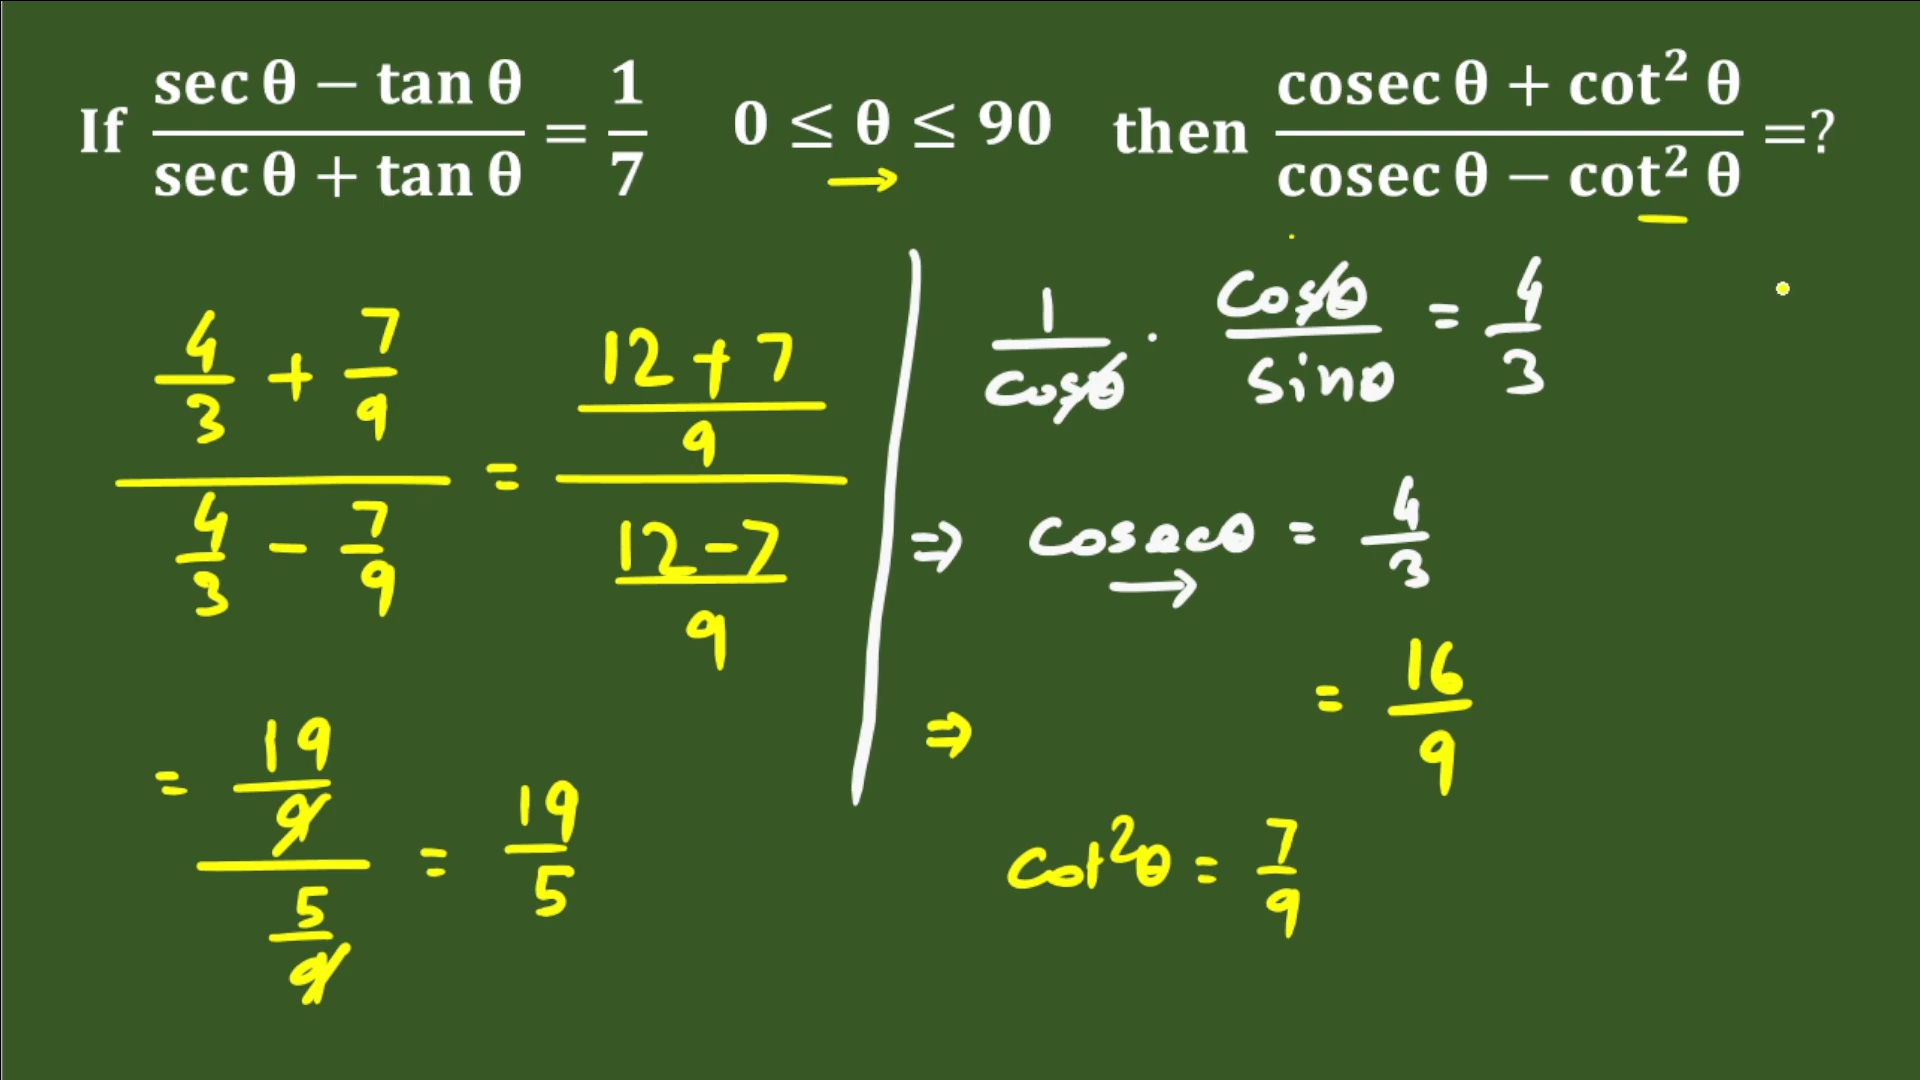 If (sec θ − tan θ)/(sec θ + tan θ) = 1/7   0 ≤ θ ≤ 90   then (cosec θ + cot² θ)/(cosec θ − cot² θ) =?
(4/3 + 7/9)/(4/3 − 7/9) = ((12 + 7)/9)/((12 − 7)/9)
= (19/9)/(5/9) = 19/5
1/cosθ · cosθ/sinθ = 4/3
⇒ cosecθ = 4/3
⇒ = 16/9
cot²θ = 7/9